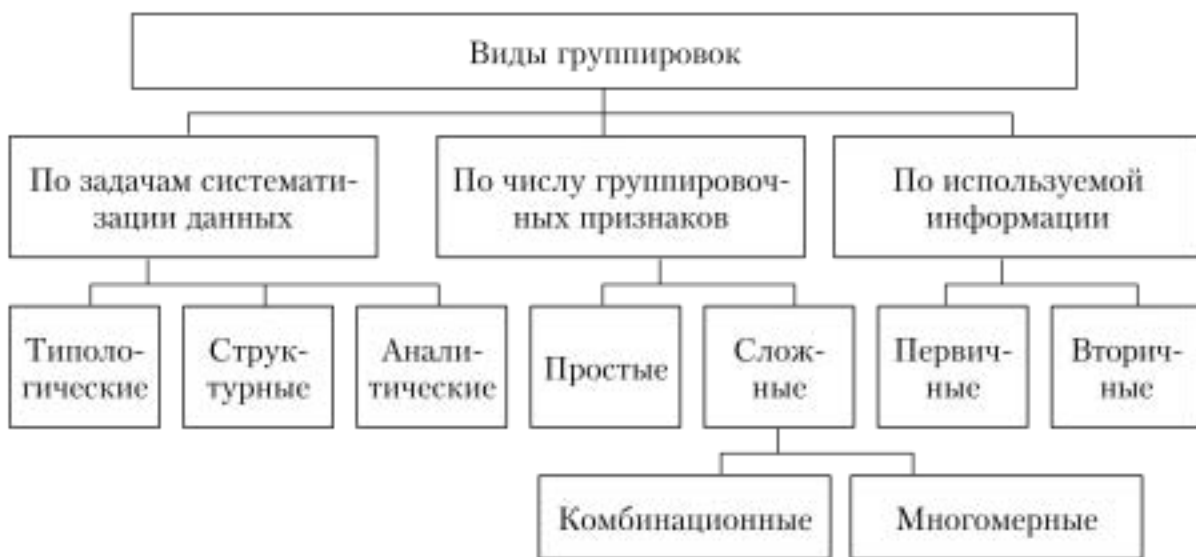 Виды группировок
По задачам системати-
зации данных
По числу группировоч-
ных признаков
По используемой
информации
Типоло-
гические
Струк-
турные
Анали-
тические
Простые
Слож-
ные
Первич-
ные
Вторич-
ные
Комбинационные
Многомерные